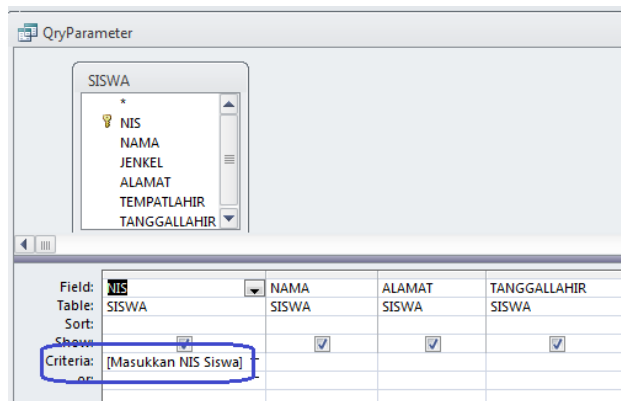 QryParameter
SISWA
*
NIS
NAMA
JENKEL
ALAMAT
TEMPATLAHIR
TANGGALLAHIR
Field: NIS NAMA ALAMAT TANGGALLAHIR
Table: SISWA SISWA SISWA SISWA
Sort:
Show:
Criteria: [Masukkan NIS Siswa]
or: